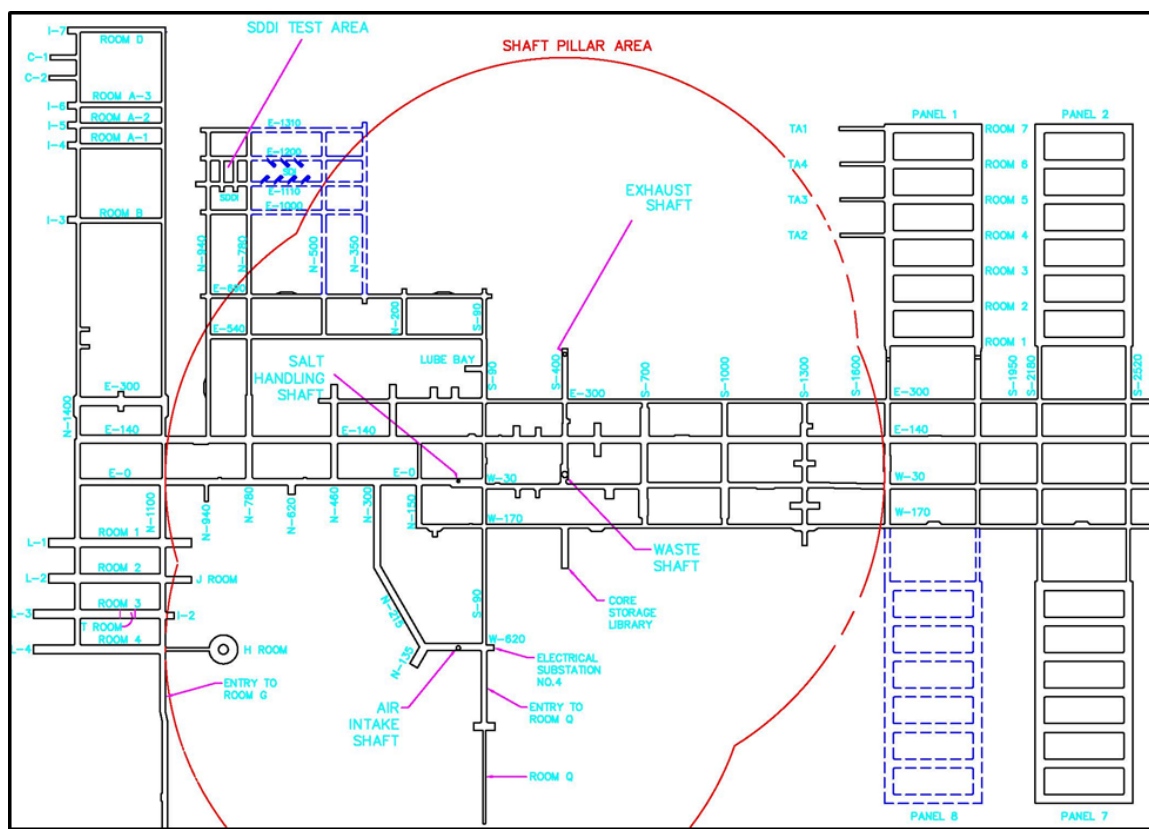 I-7
SDDI TEST AREA
ROOM D
SHAFT PILLAR AREA
C-1
C-2
ROOM A-3
I-6
ROOM A-2
I-5
ROOM A-1
I-4
E-1310
E-1200
SDI
E-1110
SDDI
E-1000
ROOM B
I-3
N-940
N-780
N-500
N-350
TA1
TA4
TA3
TA2
PANEL 1
ROOM 7
PANEL 2
ROOM 6
ROOM 5
ROOM 4
ROOM 3
ROOM 2
ROOM 1
EXHAUST
SHAFT
E-690
E-540
N-200
S-90
LUBE BAY
SALT
HANDLING
SHAFT
S-90
S-400
E-300
S-700
S-1000
S-1300
S-1600
E-300
S-1950
S-2180
S-2520
E-300
N-1400
E-140
E-140
E-140
E-0
E-0
W-30
W-30
N-1100
N-940
N-780
N-620
N-460
N-300
N-150
W-170
W-170
ROOM 1
L-1
ROOM 2
L-2
J ROOM
ROOM 3
L-3
I-2
T ROOM
ROOM 4
L-4
H ROOM
ENTRY TO
ROOM G
N-215
N-135
S-90
W-620
WASTE
SHAFT
CORE
STORAGE
LIBRARY
ELECTRICAL
SUBSTATION
NO.4
AIR
INTAKE
SHAFT
ENTRY TO
ROOM Q
ROOM Q
PANEL 8
PANEL 7